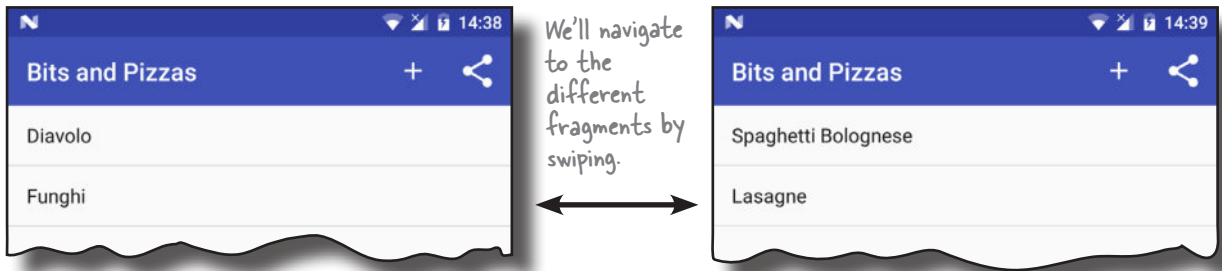 14:38
Bits and Pizzas
Diavolo
Funghi
We'll navigate
to the
different
fragments by
swiping.
14:39
Bits and Pizzas
Spaghetti Bolognese
Lasagne